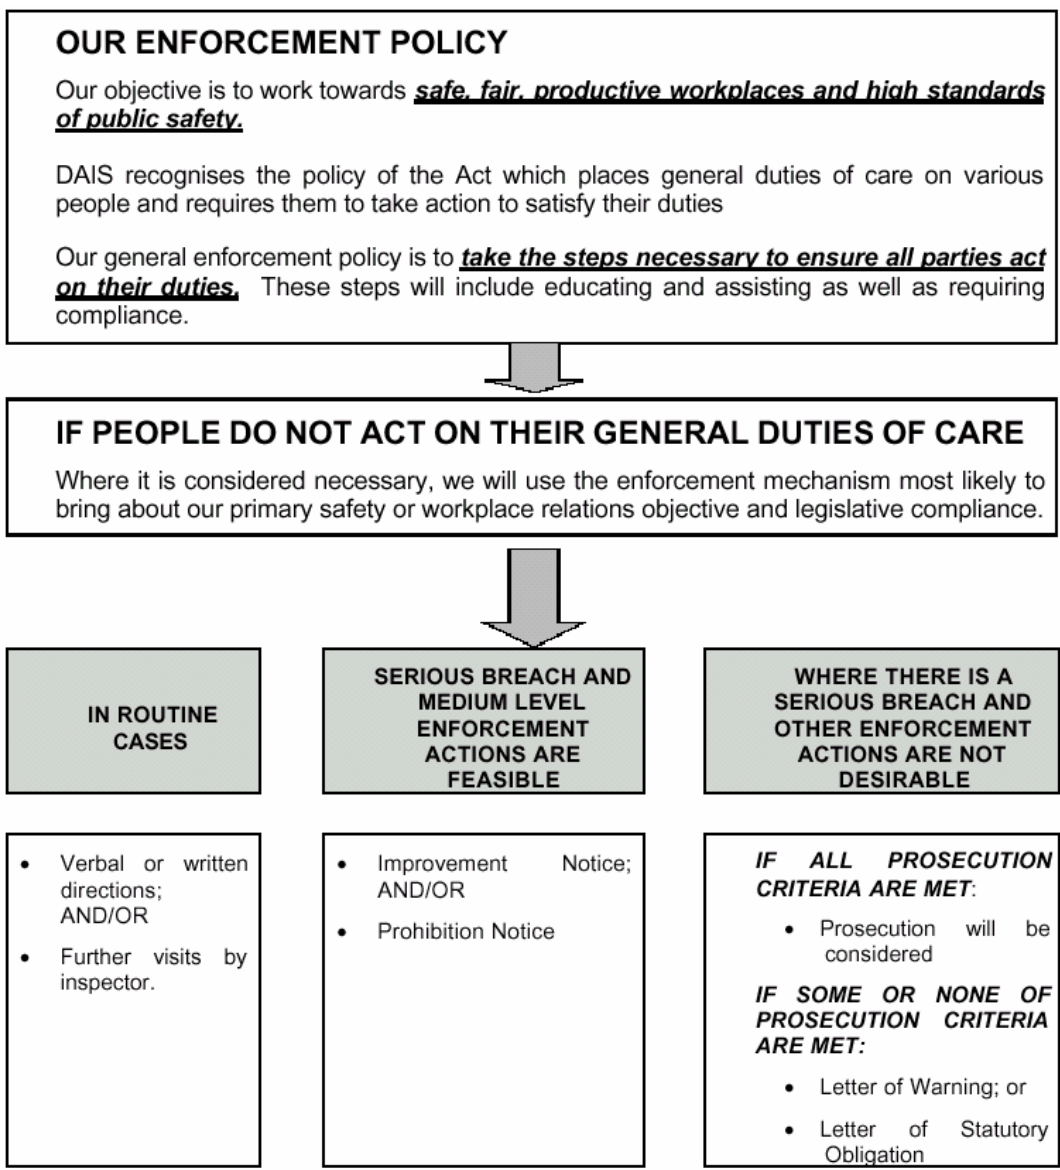 OUR ENFORCEMENT POLICY
Our objective is to work towards safe, fair, productive workplaces and high standards
of public safety.
DAIS recognises the policy of the Act which places general duties of care on various
people and requires them to take action to satisfy their duties
Our general enforcement policy is to take the steps necessary to ensure all parties act
on their duties. These steps will include educating and assisting as well as requiring
compliance.
IF PEOPLE DO NOT ACT ON THEIR GENERAL DUTIES OF CARE
Where it is considered necessary, we will use the enforcement mechanism most likely to
bring about our primary safety or workplace relations objective and legislative compliance.
IN ROUTINE
CASES
SERIOUS BREACH AND
MEDIUM LEVEL
ENFORCEMENT
ACTIONS ARE
FEASIBLE
WHERE THERE IS A
SERIOUS BREACH AND
OTHER ENFORCEMENT
ACTIONS ARE NOT
DESIRABLE
• Verbal or written
directions;
AND/OR
• Further visits by
inspector.
• Improvement Notice;
AND/OR
• Prohibition Notice
IF ALL PROSECUTION
CRITERIA ARE MET:
• Prosecution will be
considered
IF SOME OR NONE OF
PROSECUTION CRITERIA
ARE MET:
• Letter of Warning; or
• Letter of Statutory
Obligation